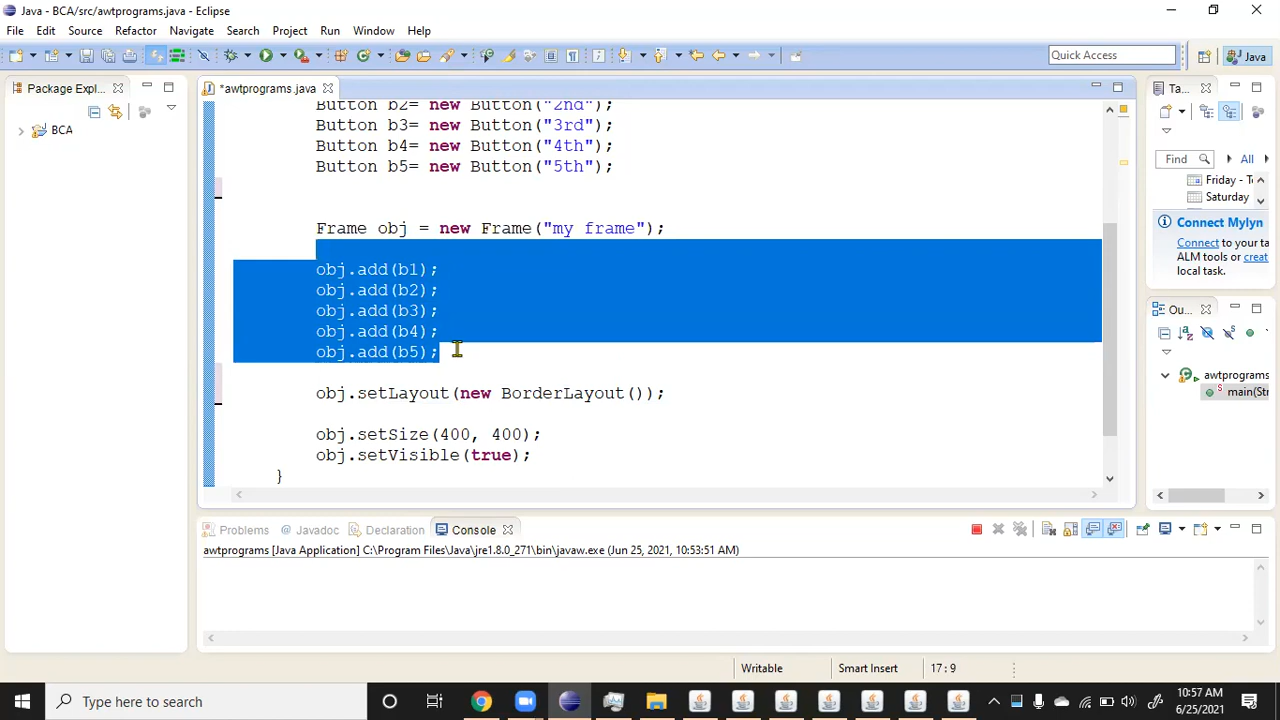 Java - BCA/src/awtprograms.java - Eclipse
File Edit Source Refactor Navigate Search Project Run Window Help
Quick Access
Java
Package Expl...
*awtprograms.java
Ta...
BCA
Button b2= new Button("2nd");
Button b3= new Button("3rd");
Button b4= new Button("4th");
Button b5= new Button("5th");
Frame obj = new Frame("my frame");
obj.add(b1);
obj.add(b2);
obj.add(b3);
obj.add(b4);
obj.add(b5);
obj.setLayout(new BorderLayout());
obj.setSize(400, 400);
obj.setVisible(true);
}
Find
All
Friday - To
Saturday
Connect Mylyn
Connect to your ta
ALM tools or creat
local task.
Ou...
awtprograms
main(Str
Problems @ Javadoc Declaration Console
awtprograms [Java Application] C:\Program Files\Java\jre1.8.0_271\bin\javaw.exe (Jun 25, 2021, 10:53:51 AM)
Writable Smart Insert 17 : 9
Type here to search
10:57 AM
6/25/2021